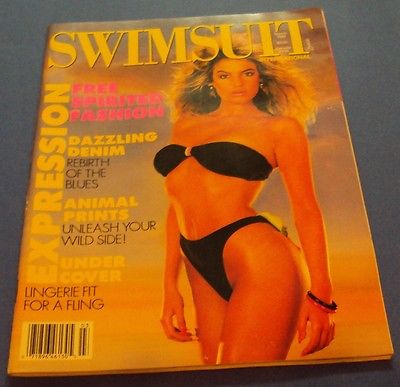 SWIMSUIT
INTERNATIONAL
EXPRESSION
FREE
SPIRITED
FASHION
DAZZLING
DENIM
REBIRTH
OF THE
BLUES
ANIMAL
PRINTS
UNLEASH YOUR
WILD SIDE!
UNDER
COVER
LINGERIE FIT
FOR A FLING